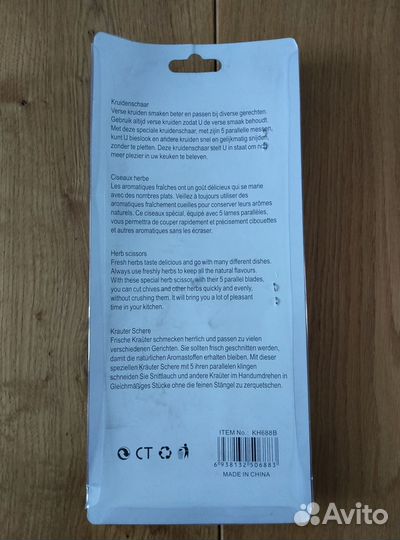 Kruidenschaar
Verse kruiden smaken beter en passen bij diverse gerechten.
Gebruik altijd verse kruiden zodat U de verse smaak behoudt.
Met deze speciale kruidenschaar, met zijn 5 parallelle messen,
kunt U bieslook en andere kruiden snel en gelijkmatig snijden,
zonder te pletten. Deze kruidenschaar stelt U in staat om nog
meer plezier in uw keuken te beleven.
Ciseaux herbe
Les aromatiques fraîches ont un goût délicieux qui se marie
avec des nombres plats. Veillez à toujours utiliser des
aromatiques fraîchement cueillies pour conserver leurs arômes
naturels. Ce ciseaux spécial, équipé avec 5 lames parallèles,
vous permettra de couper rapidement et précisement ciboulettes
et autres aromatiques sans les écraser.
Herb scissors
Fresh herbs taste delicious and go with many different dishes.
Always use freshly herbs to keep all the natural flavours.
With these special herb scissor, with their 5 parallel blades,
you can cut chives and other herbs quickly and evenly,
without crushing them. It will bring you a lot of pleasant
time in your kitchen.
Kräuter Schere
Frische Kraüter schmecken herrlich und passen zu vielen
verschiedenen Gerichten. Sie sollten frisch geschnitten werden,
damit die natürlichen Aromastoffen erhalten bleiben. Mit dieser
speziellen Kraüter Schere mit 5 ihren parallelen klingen
schneiden Sie Snittlauch und andere Kraüter im Handumdrehen in
Gleichmäßiges Stücke ohne die feinen Stängel zu zerquetschen.
ITEM No.: KH688B
CT
6 938132 506883
MADE IN CHINA
Avito